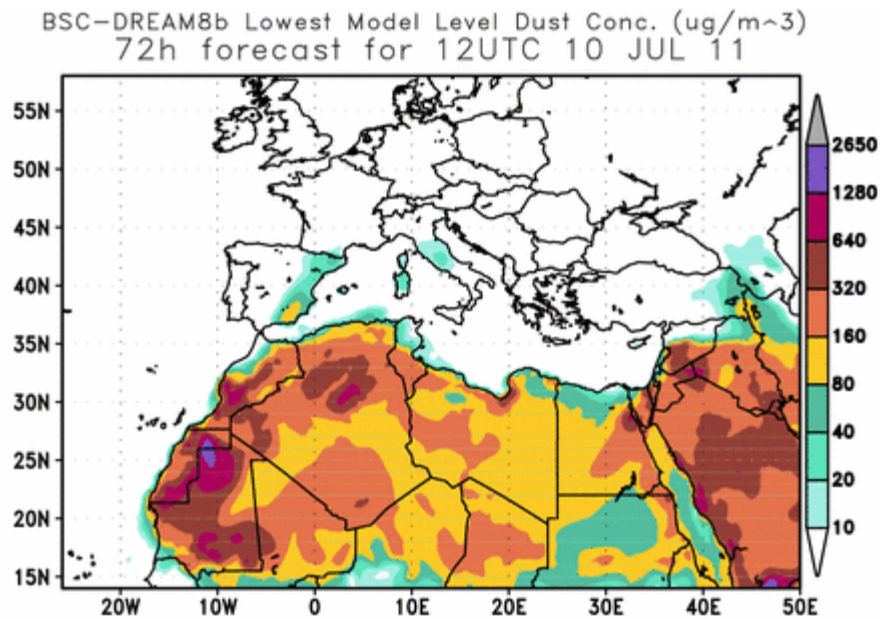 BSC-DREAM8b Lowest Model Level Dust Conc. (ug/m^3)
72h forecast for 12UTC 10 JUL 11
55N
50N
45N
40N
35N
30N
25N
20N
15N
20W
10W
0
10E
20E
30E
40E
50E
2650
1280
640
320
160
80
40
20
10